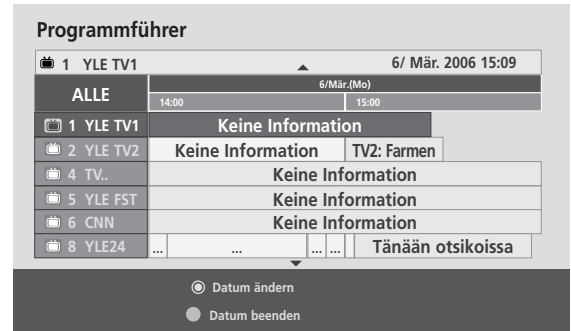 Programmführer
1 YLE TV1 6/ Mär. 2006 15:09
ALLE 6/Mär.(Mo)
14:00 15:00
1 YLE TV1 Keine Information
2 YLE TV2 Keine Information TV2: Farmen
4 TV.. Keine Information
5 YLE FST Keine Information
6 CNN Keine Information
8 YLE24 ... ... ... ... Tänään otsikoissa
Datum ändern
Datum beenden